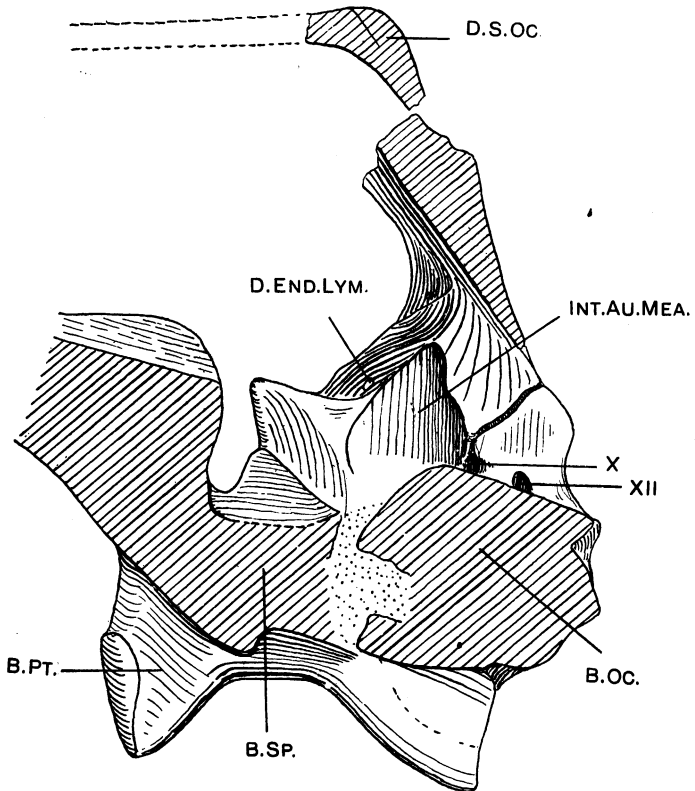 D.S.OC.
D.END.LYM.
INT.AU.MEA.
X
XII
B.PT.
B.OC.
B.SP.